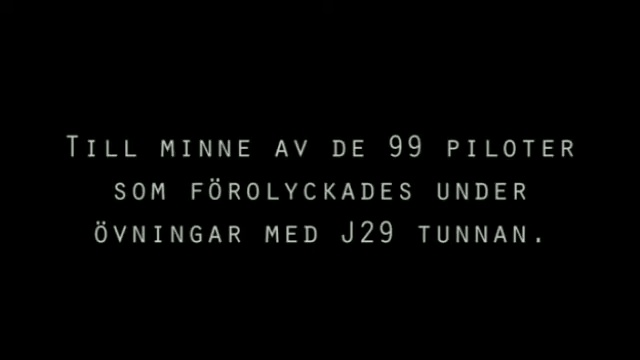 Till minne av de 99 piloter
som förolyckades under
övningar med J29 tunnan.